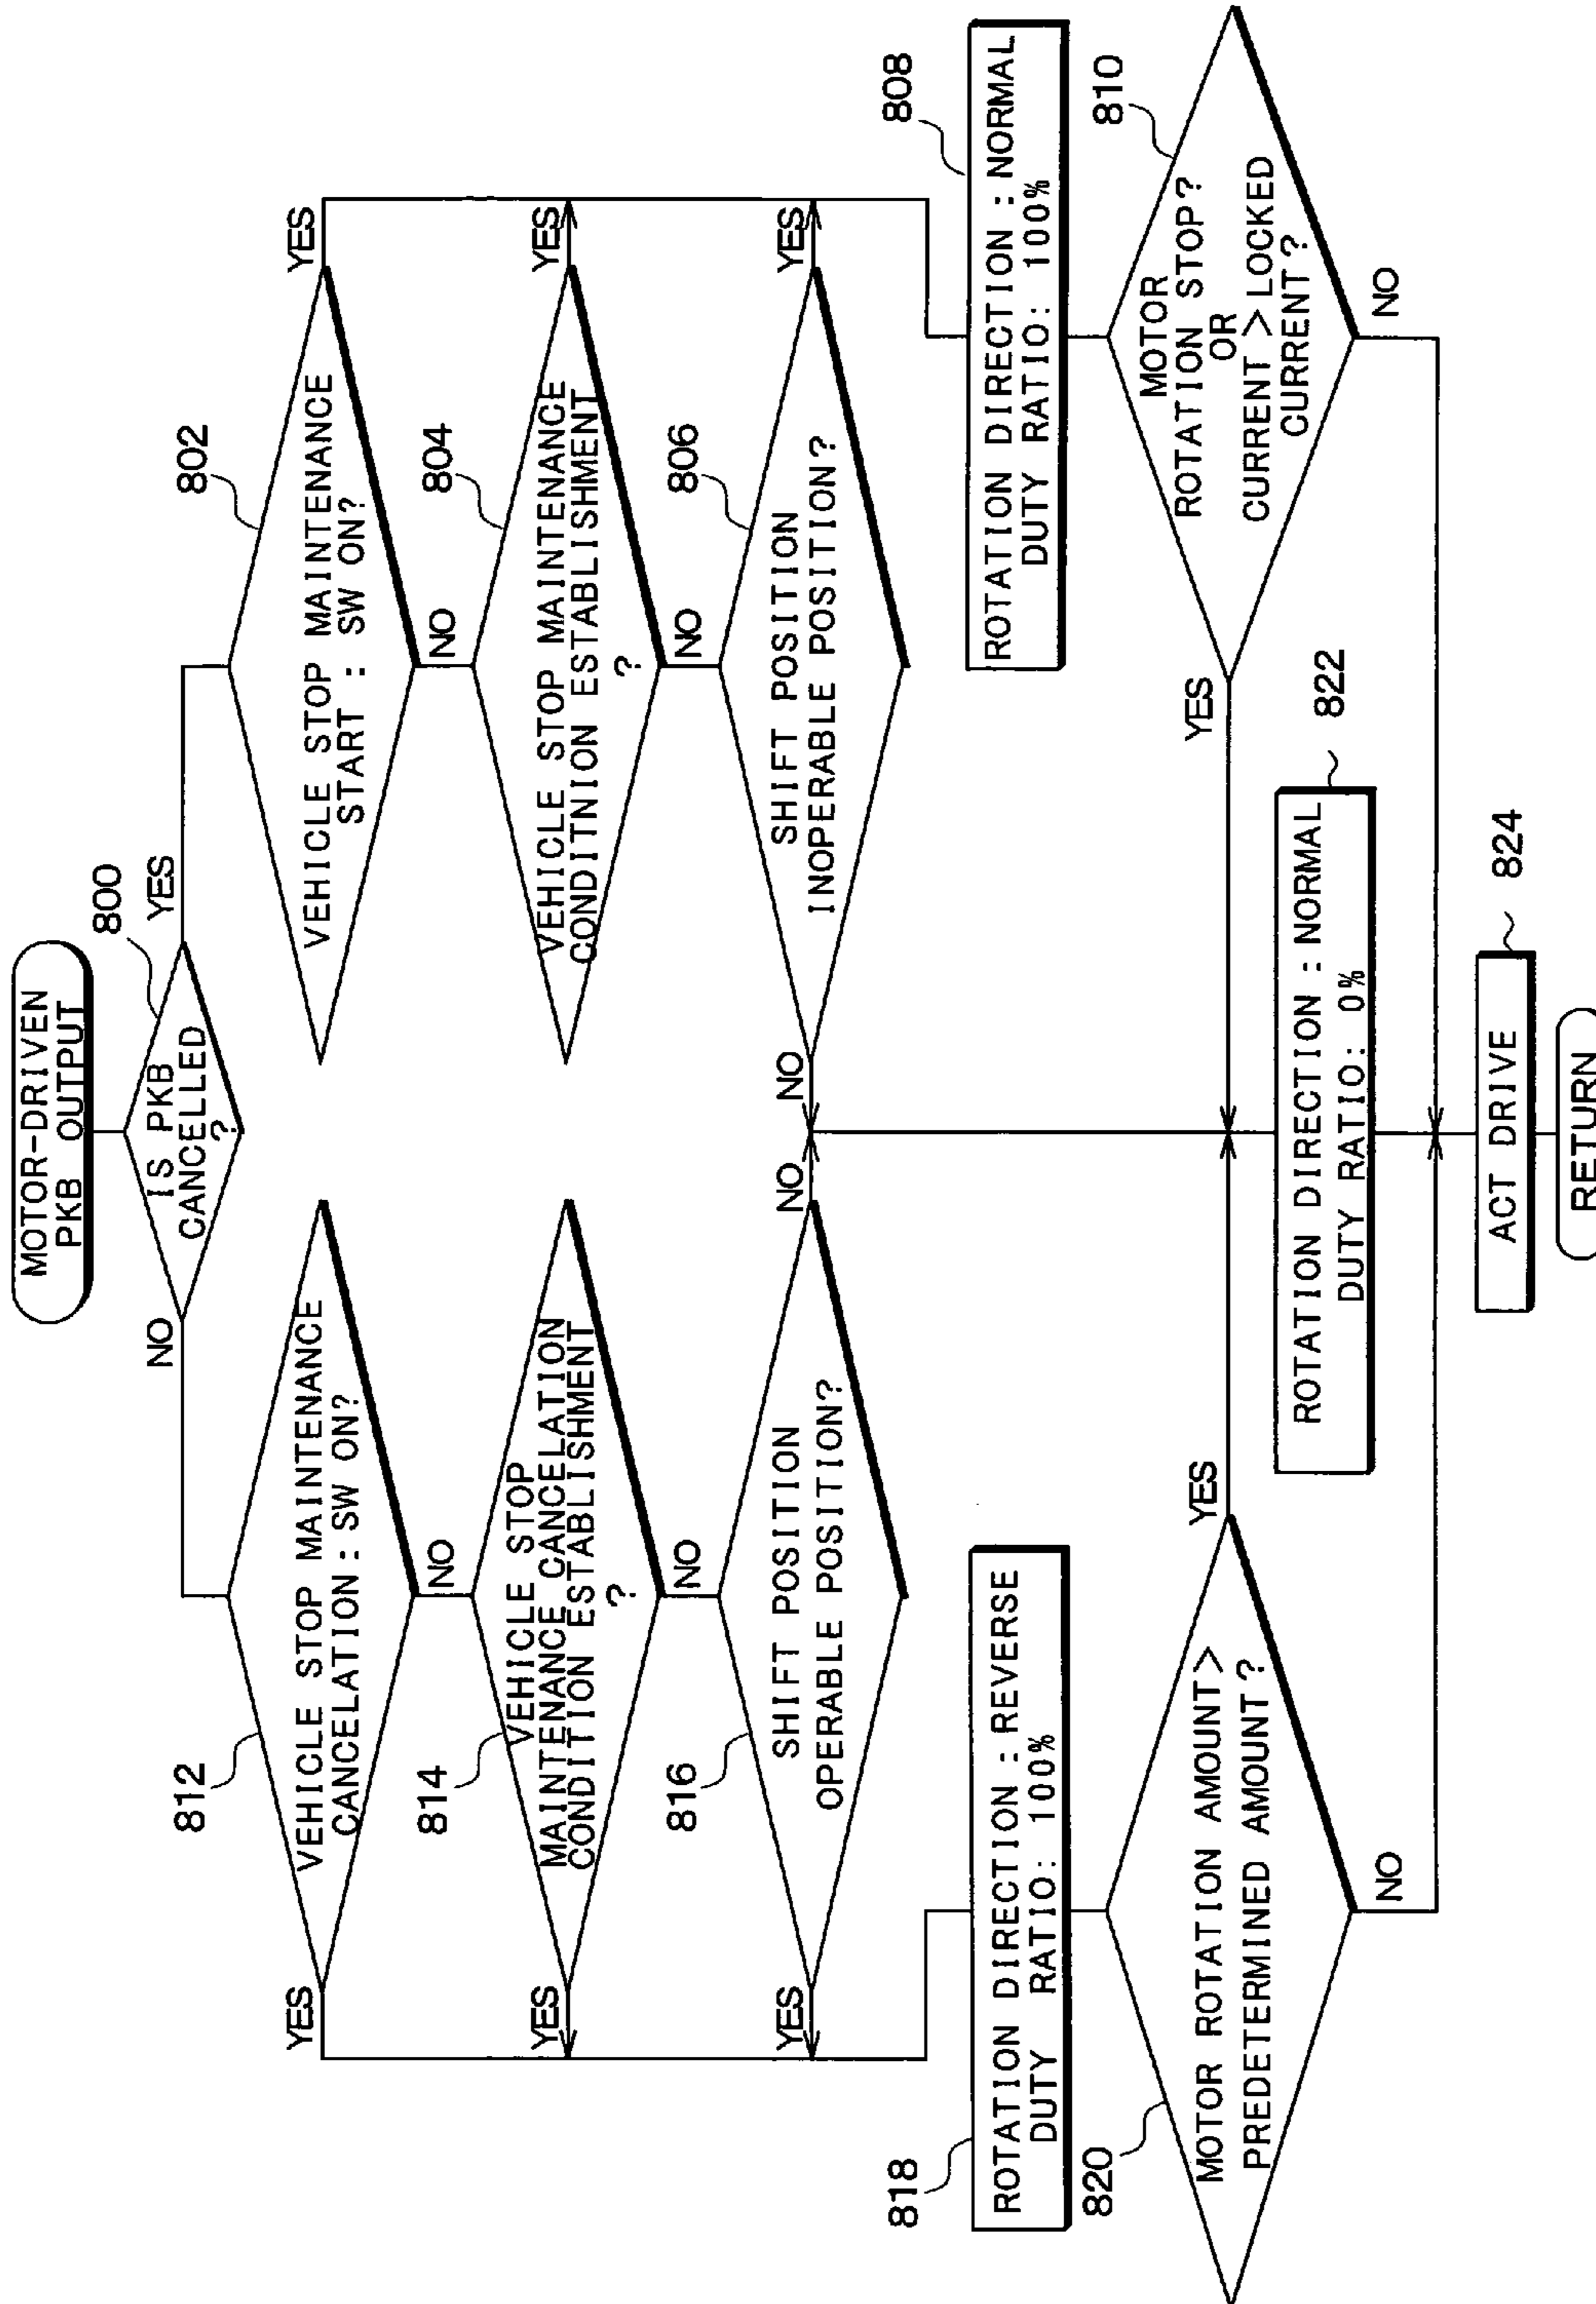 MOTOR-DRIVEN
PKB OUTPUT
800
IS PKB
CANCELLED
?
NO
YES
812
VEHICLE STOP MAINTENANCE
CANCELATION : SW ON?
YES
NO
814
VEHICLE STOP
MAINTENANCE CANCELATION
CONDITION ESTABLISHMENT
?
YES
NO
816
SHIFT POSITION
OPERABLE POSITION?
YES
NO
802
VEHICLE STOP MAINTENANCE
START : SW ON?
YES
NO
804
VEHICLE STOP MAINTENANCE
CONDITNION ESTABLISHMENT
?
YES
NO
806
SHIFT POSITION
INOPERABLE POSITION?
NO
YES
818
ROTATION DIRECTION : REVERSE
DUTY RATIO: 100%
808
ROTATION DIRECTION : NORMAL
DUTY RATIO: 100%
820
MOTOR ROTATION AMOUNT>
PREDETERMINED AMOUNT?
YES
NO
810
MOTOR
ROTATION STOP?
OR
CURRENT > LOCKED
CURRENT?
YES
NO
822
ROTATION DIRECTION : NORMAL
DUTY RATIO: 0%
ACT DRIVE
824
RETURN